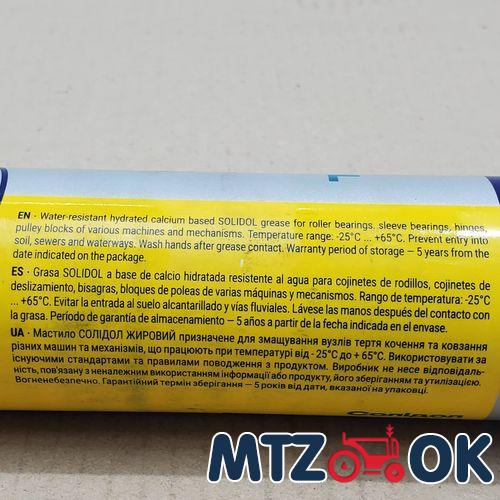 EN · Water-resistant hydrated calcium based SOLIDOL grease for roller bearings. sleeve bearings, hinges,
pulley blocks of various machines and mechanisms. Temperature range: -25°C ... +65°C. Prevent entry into
soil, sewers and waterways. Wash hands after grease contact. Warranty period of storage — 5 years from the
date indicated on the package.
ES · Grasa SOLIDOL a base de calcio hidratada resistente al agua para cojinetes de rodillos, cojinetes de
deslizamiento, bisagras, bloques de poleas de varias máquinas y mecanismos. Rango de temperatura: -25°C
... +65°C. Evitar la entrada al suelo alcantarillado y vías fluviales. Lávese las manos después del contacto con
la grasa. Período de garantía de almacenamiento — 5 años a partir de la fecha indicada en el envase.
UA · Мастило СОЛІДОЛ ЖИРОВИЙ призначене для змащування вузлів тертя кочення та ковзання
різних машин та механізмів, що працюють при температурі від - 25°C до + 65°C. Використовувати за
існуючими стандартами та правилами поводження з продуктом. Виробник не несе відповідаль-
ність, пов'язану з неналежним використанням інформації або продукту, його зберіганням та утилізацією.
Вогненебезпечно. Гарантійний термін зберігання — 5 років від дати, вказаної на упаковці.
MTZ OK